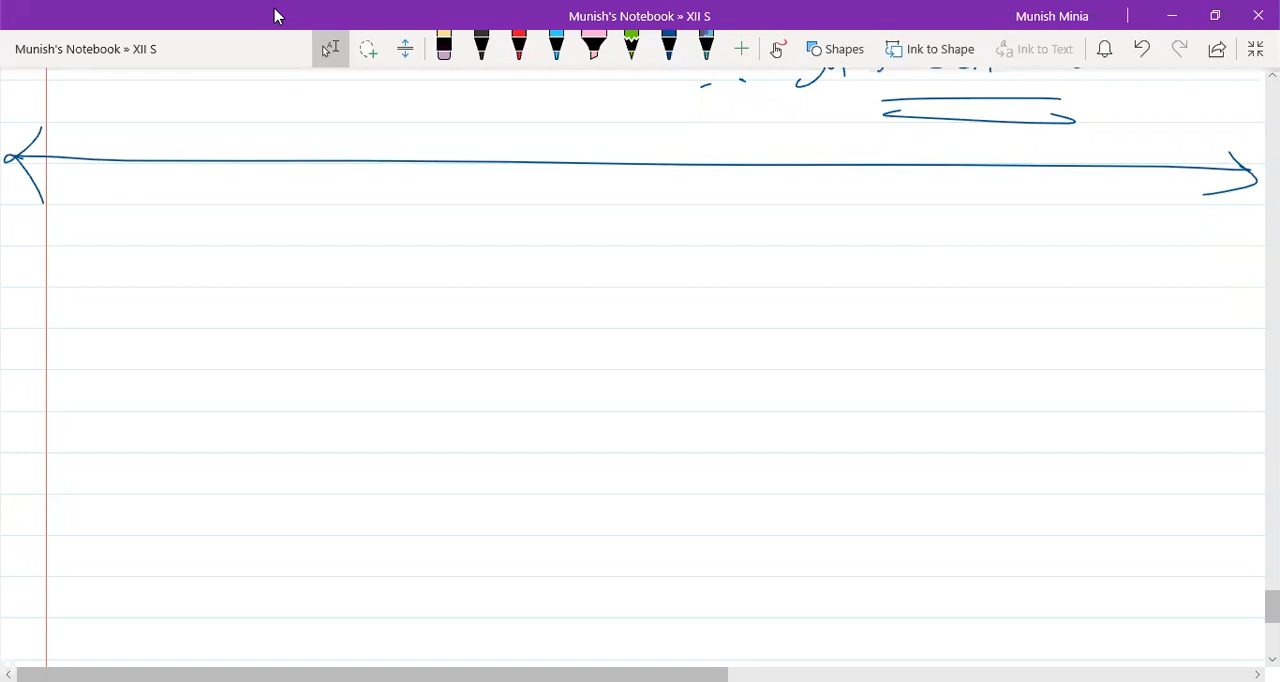 Munish's Notebook » XII S
Munish Minia
Munish's Notebook » XII S
Shapes
Ink to Shape
Ink to Text